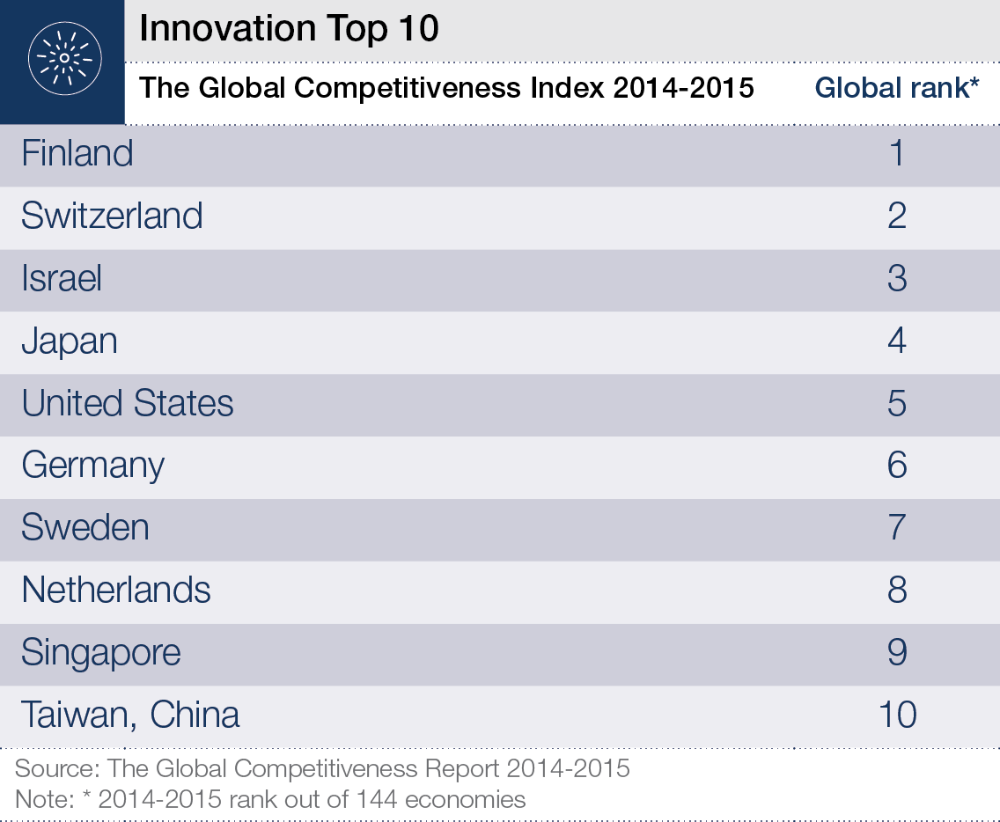 Innovation Top 10
The Global Competitiveness Index 2014-2015 Global rank*
Finland 1
Switzerland 2
Israel 3
Japan 4
United States 5
Germany 6
Sweden 7
Netherlands 8
Singapore 9
Taiwan, China 10
Source: The Global Competitiveness Report 2014-2015
Note: * 2014-2015 rank out of 144 economies